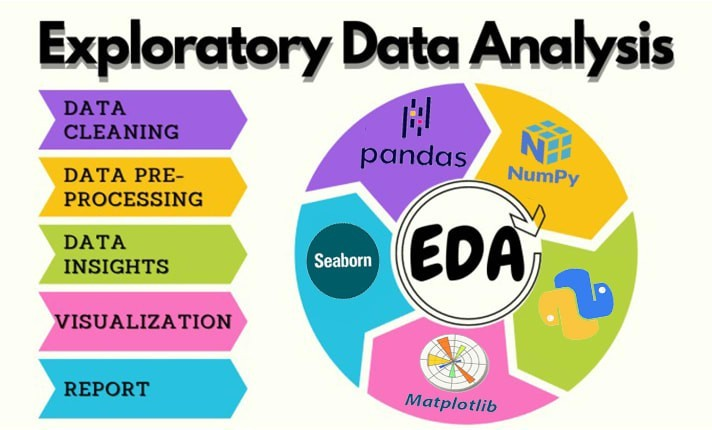 Exploratory Data Analysis
DATA
CLEANING
DATA PRE-
PROCESSING
DATA
INSIGHTS
VISUALIZATION
REPORT
pandas
NumPy
Seaborn
EDA
Matplotlib